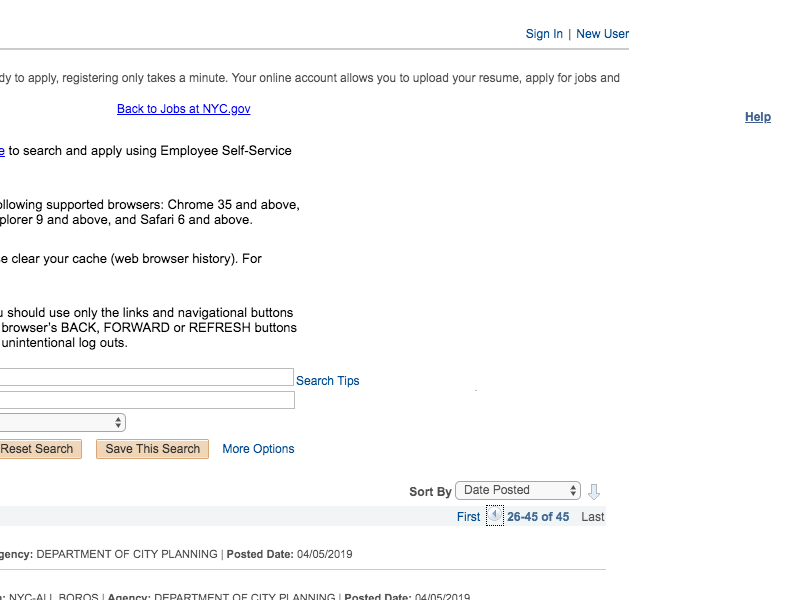 Sign In | New User
dy to apply, registering only takes a minute. Your online account allows you to upload your resume, apply for jobs and
Back to Jobs at NYC.gov
Help
e to search and apply using Employee Self-Service
ollowing supported browsers: Chrome 35 and above,
plorer 9 and above, and Safari 6 and above.
e clear your cache (web browser history). For
u should use only the links and navigational buttons
browser's BACK, FORWARD or REFRESH buttons
unintentional log outs.
Search Tips
Reset Search Save This Search More Options
Sort By Date Posted
First 26-45 of 45 Last
gency: DEPARTMENT OF CITY PLANNING | Posted Date: 04/05/2019
n: NYC-ALL BOROS | Agency: DEPARTMENT OF CITY PLANNING | Posted Date: 04/05/2019